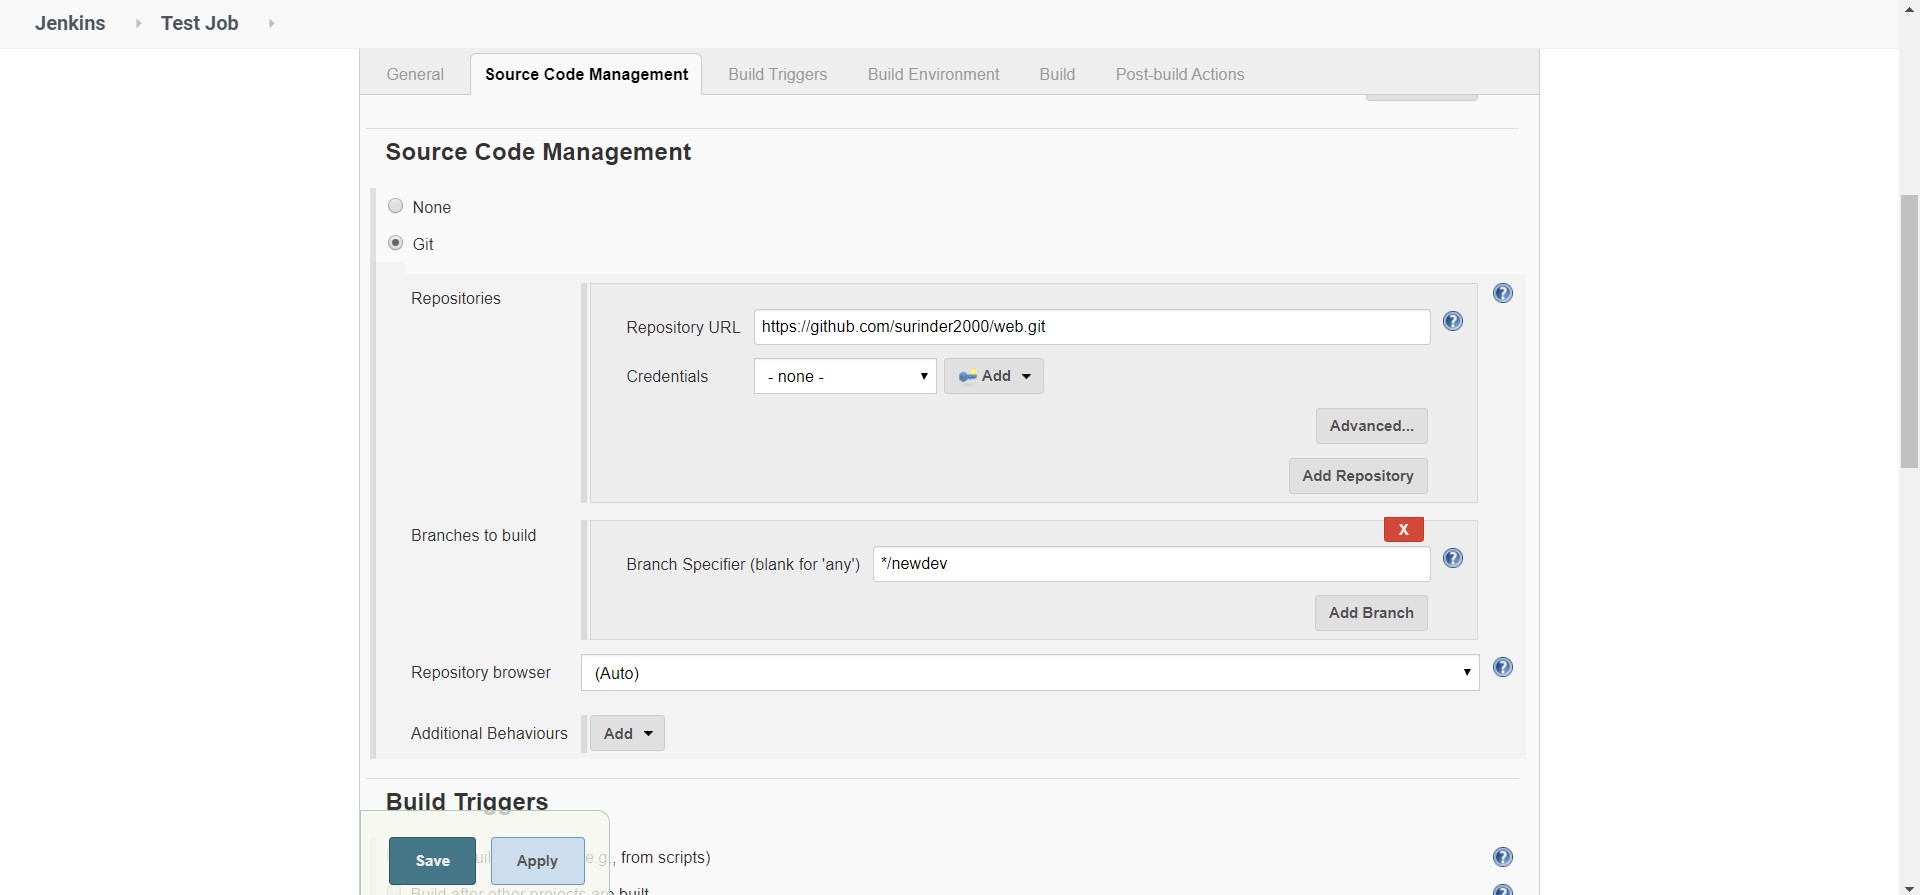 Jenkins Test Job
General Source Code Management Build Triggers Build Environment Build Post-build Actions
Source Code Management
None
Git
Repositories
Repository URL https://github.com/surinder2000/web.git
Credentials - none - Add
Advanced...
Add Repository
Branches to build
X
Branch Specifier (blank for 'any') */newdev
Add Branch
Repository browser (Auto)
Additional Behaviours Add
Build Triggers
Save Apply , from scripts)
Build after other projects are built